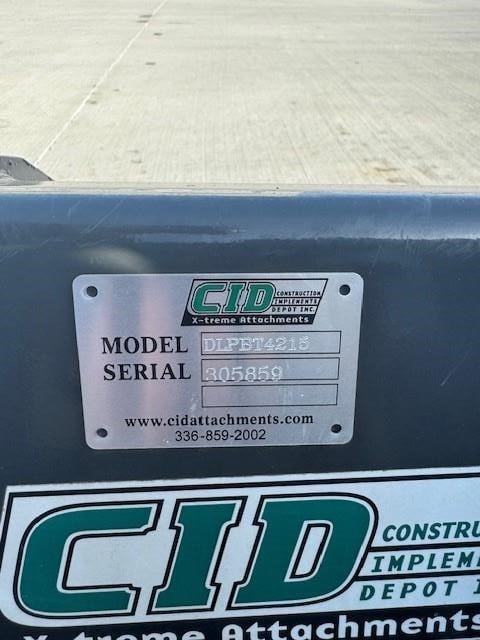 CID CONSTRUCTION
IMPLEMENTS
DEPOT INC.
X-treme Attachments
MODEL DLPBT4215
SERIAL 305859
www.cidattachments.com
336-859-2002
CID CONSTRU
IMPLEM
DEPOT I
X-treme Attachments